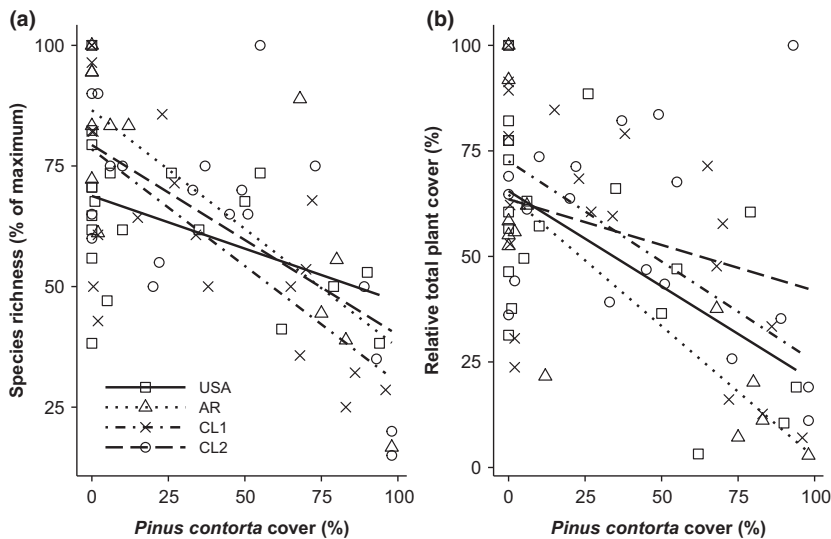 (a)
Species richness (% of maximum)
100
75
50
25
USA
AR
CL1
CL2
0 25 50 75 100
Pinus contorta cover (%)
(b)
Relative total plant cover (%)
100
75
50
25
0
0 25 50 75 100
Pinus contorta cover (%)